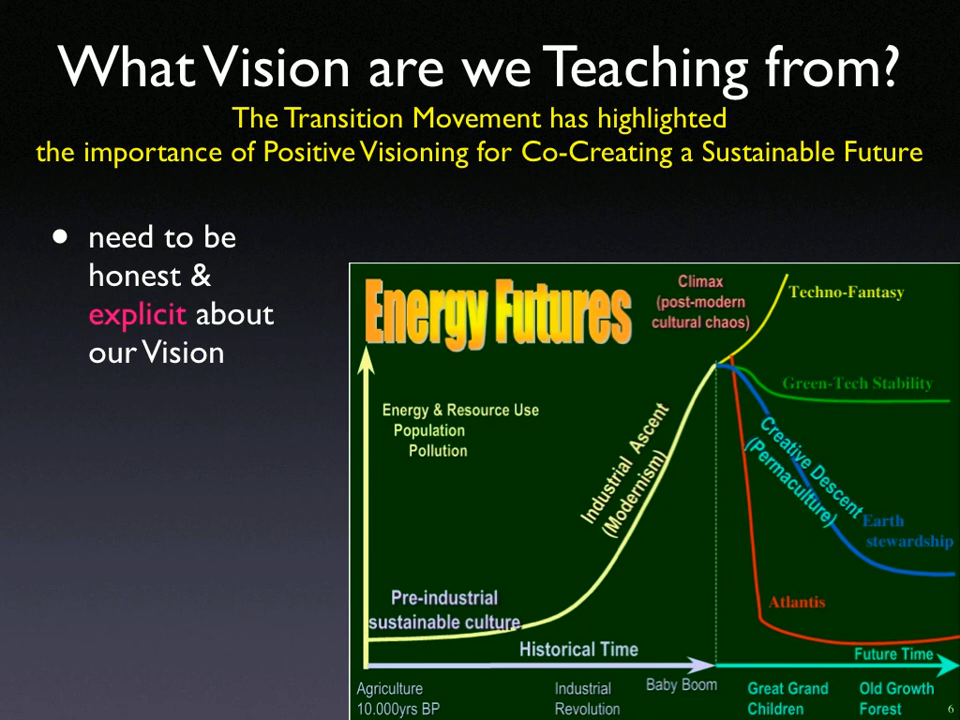 What Vision are we Teaching from?
The Transition Movement has highlighted
the importance of Positive Visioning for Co-Creating a Sustainable Future
• need to be
honest &
explicit about
our Vision
Energy Futures
Climax
(post-modern
cultural chaos)
Techno-Fantasy
Green-Tech Stability
Energy & Resource Use
Population
Pollution
Industrial Ascent
(Modernism)
Creative Descent
(Permaculture)
Earth
stewardship
Pre-industrial
sustainable culture
Atlantis
Historical Time
Future Time
Agriculture
10.000yrs BP
Industrial
Revolution
Baby Boom
Great Grand
Children
Old Growth
Forest
6